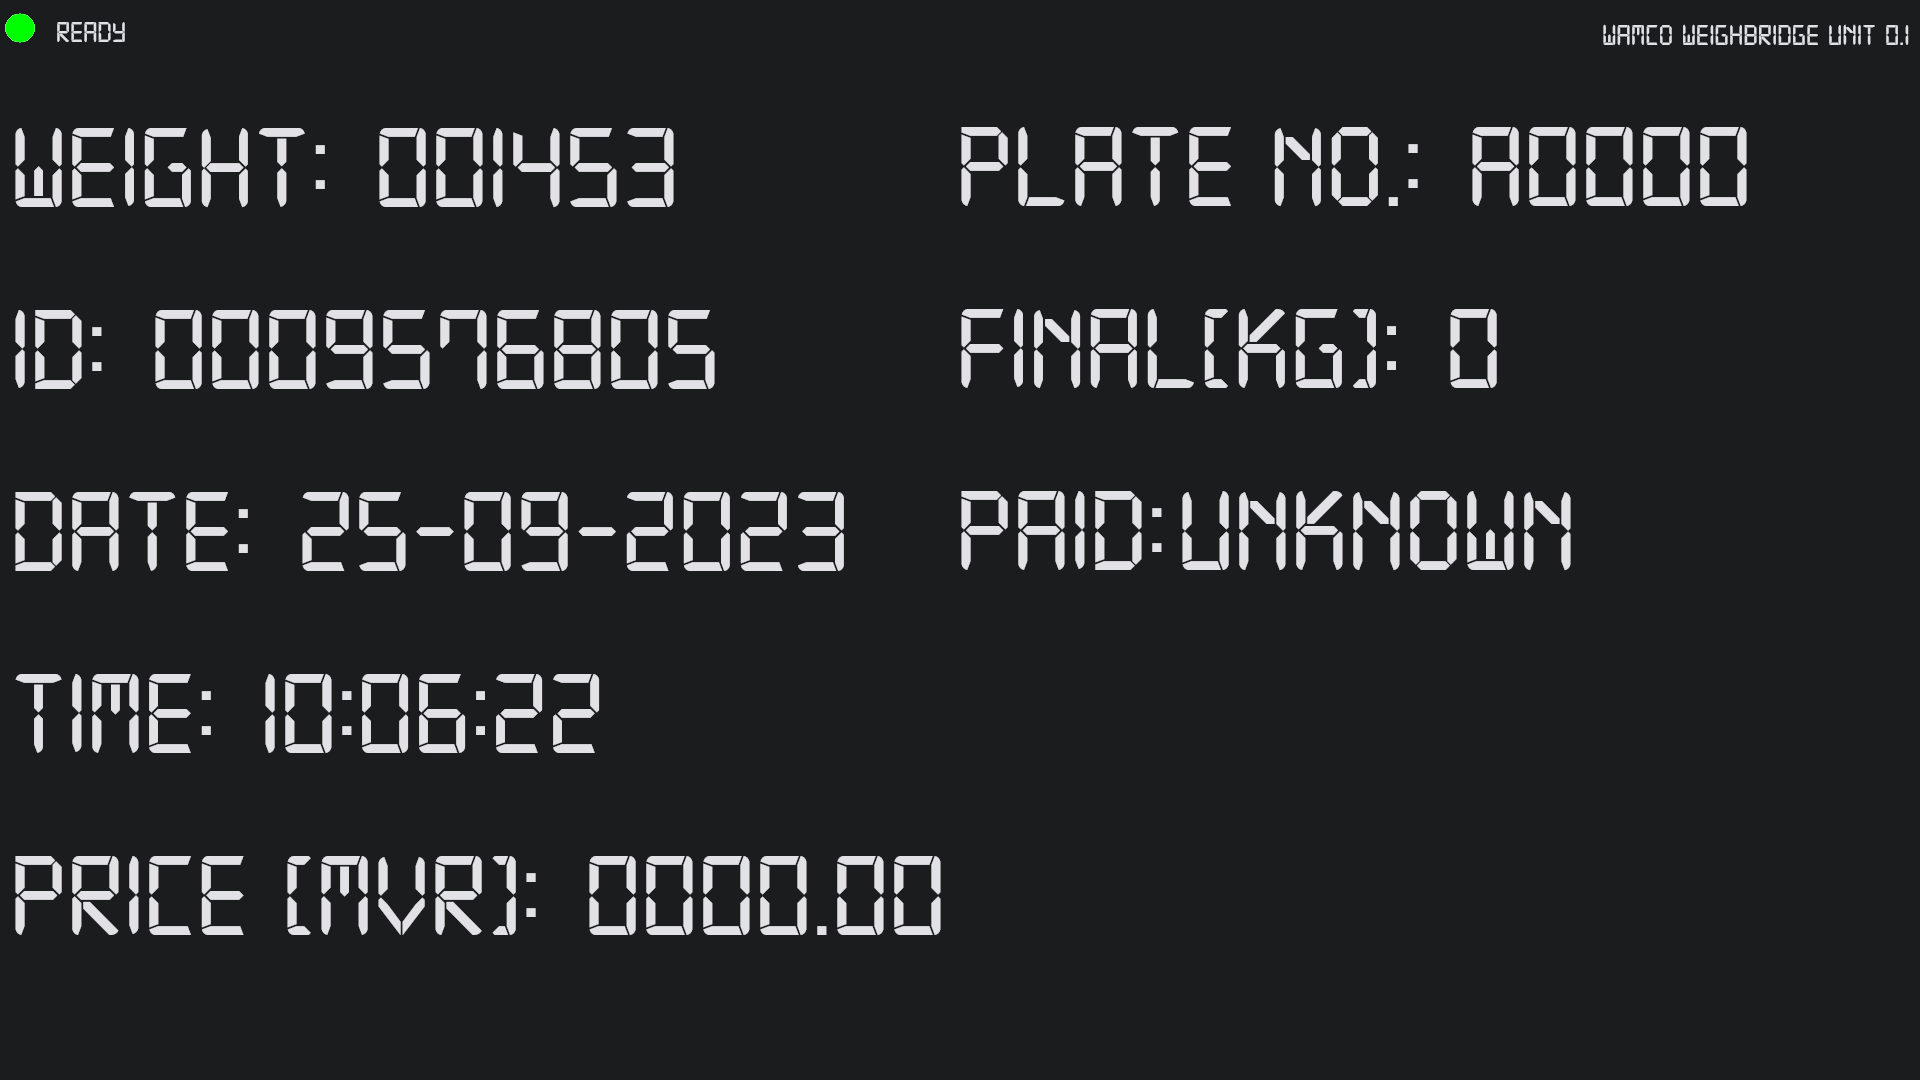 READY
WAMCO WEIGHBRIDGE UNIT 0.1
WEIGHT: 001453
PLATE NO.: A0000
ID: 0009576805
FINAL(KG): 0
DATE: 25-09-2023
PAID:UNKNOWN
TIME: 10:06:22
PRICE (MVR): 0000.00